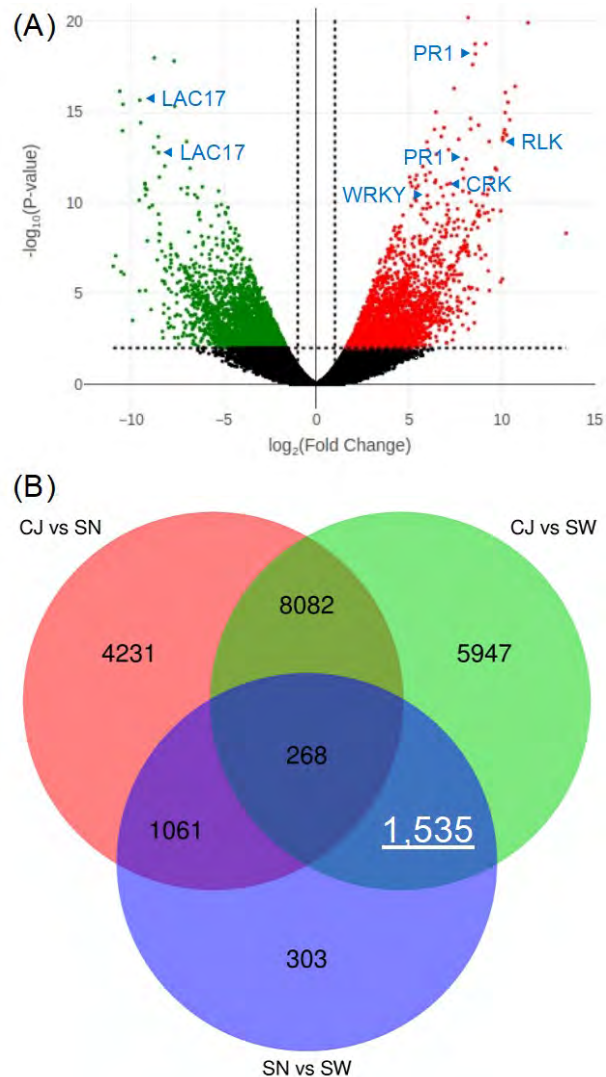 (A)
20
PR1
LAC17
15
RLK
LAC17
PR1
CRK
WRKY
10
-log10(P-value)
5
0
−10
−5
0
5
10
15
log2(Fold Change)
(B)
CJ vs SN
CJ vs SW
8082
4231
5947
268
1061
1,535
303
SN vs SW